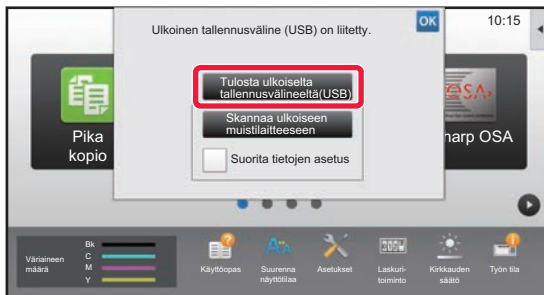 Ulkoinen tallennusväline (USB) on liitetty.
OK
10:15
Tulosta ulkoiselta
tallennusvälineeltä(USB)
Skannaa ulkoiseen
muistilaitteeseen
Suorita tietojen asetus
Pika
kopio
OSA
harp OSA
Väriaineen
määrä
Bk
C
M
Y
Käyttöopas
Suurenna
näyttötilaa
Asetukset
Laskuri-
toiminto
Kirkkauden
säätö
Työn tila